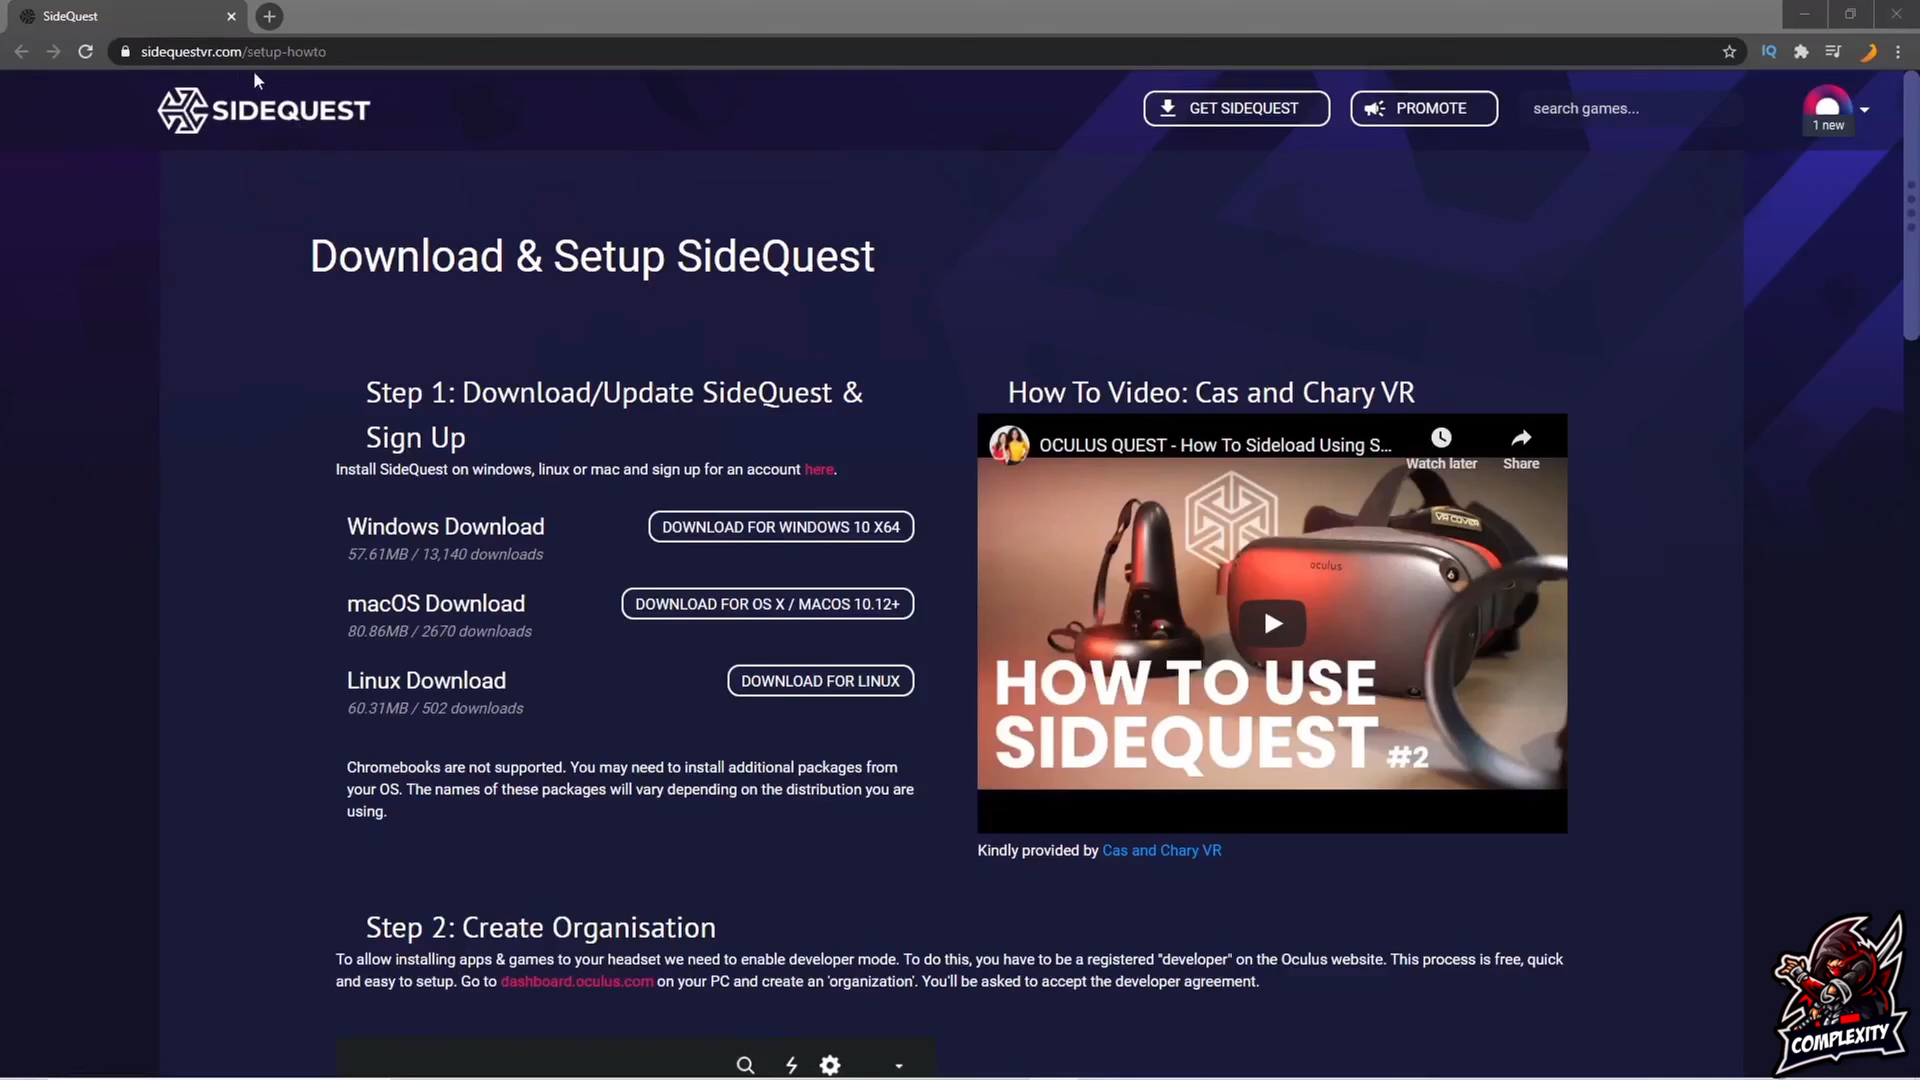 SideQuest
sidequestvr.com/setup-howto
IQ
SIDEQUEST
GET SIDEQUEST
PROMOTE
search games...
1 new
Download & Setup SideQuest
Step 1: Download/Update SideQuest &
Sign Up
Install SideQuest on windows, linux or mac and sign up for an account here.
Windows Download
DOWNLOAD FOR WINDOWS 10 X64
57.61MB / 13,140 downloads
macOS Download
DOWNLOAD FOR OS X / MACOS 10.12+
80.86MB / 2670 downloads
Linux Download
DOWNLOAD FOR LINUX
60.31MB / 502 downloads
Chromebooks are not supported. You may need to install additional packages from
your OS. The names of these packages will vary depending on the distribution you are
using.
How To Video: Cas and Chary VR
OCULUS QUEST - How To Sideload Using S...
Watch later
Share
VR COVER
oculus
HOW TO USE
SIDEQUEST #2
Kindly provided by Cas and Chary VR
Step 2: Create Organisation
To allow installing apps & games to your headset we need to enable developer mode. To do this, you have to be a registered "developer" on the Oculus website. This process is free, quick
and easy to setup. Go to dashboard.oculus.com on your PC and create an 'organization'. You'll be asked to accept the developer agreement.
COMPLEXITY